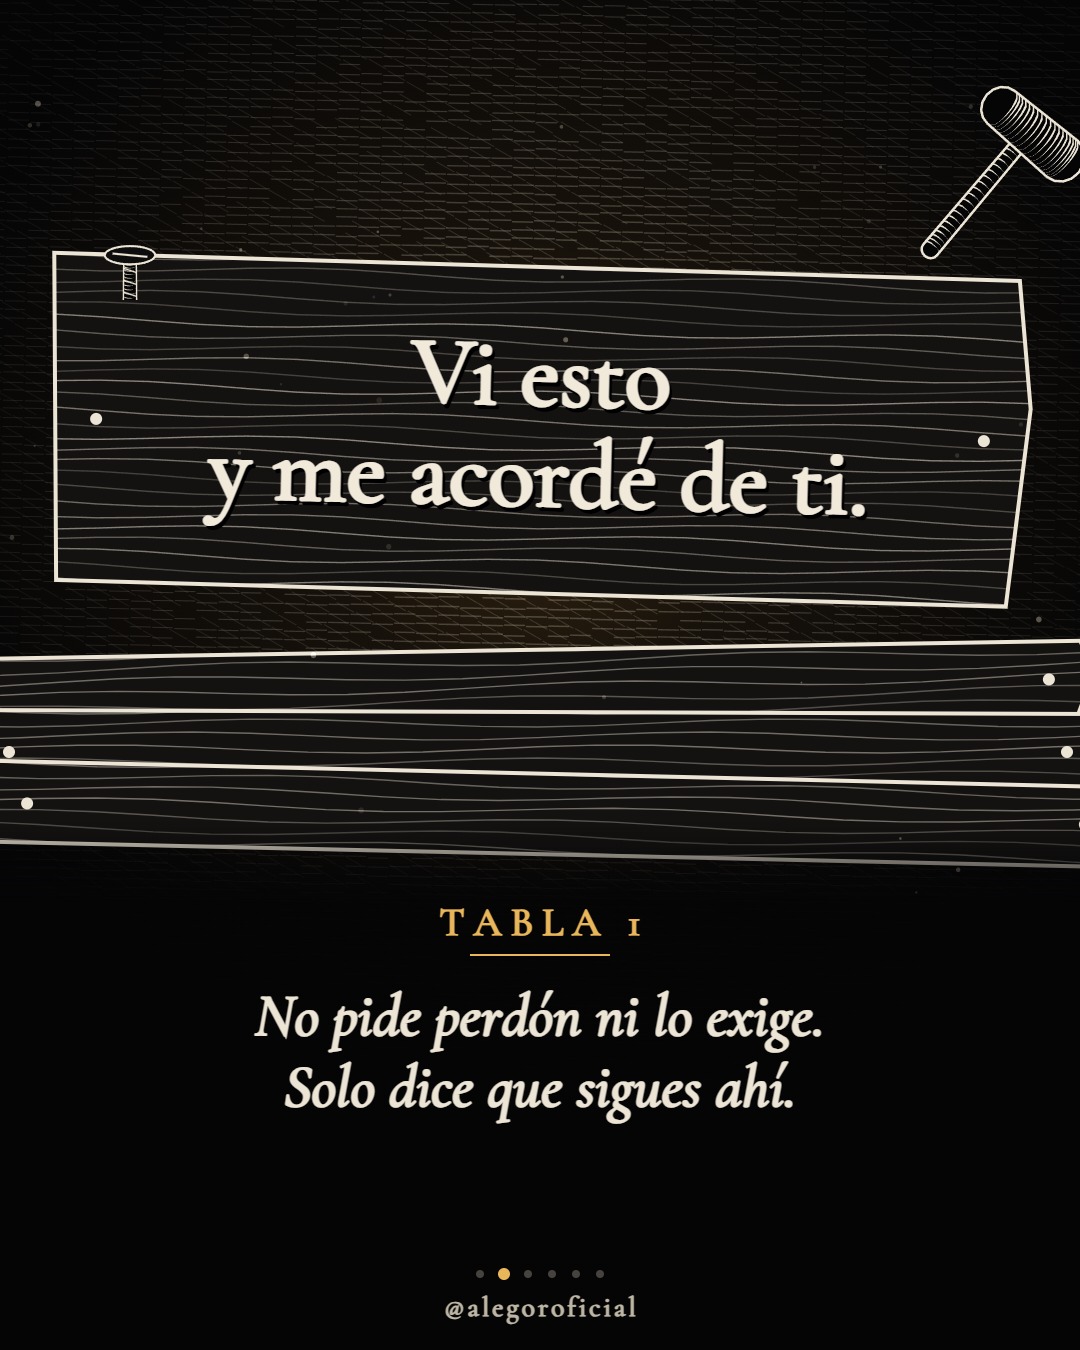 Vi esto
y me acordé de ti.
TABLA 1
No pide perdón ni lo exige.
Solo dice que sigues ahí.
@alegoroficial